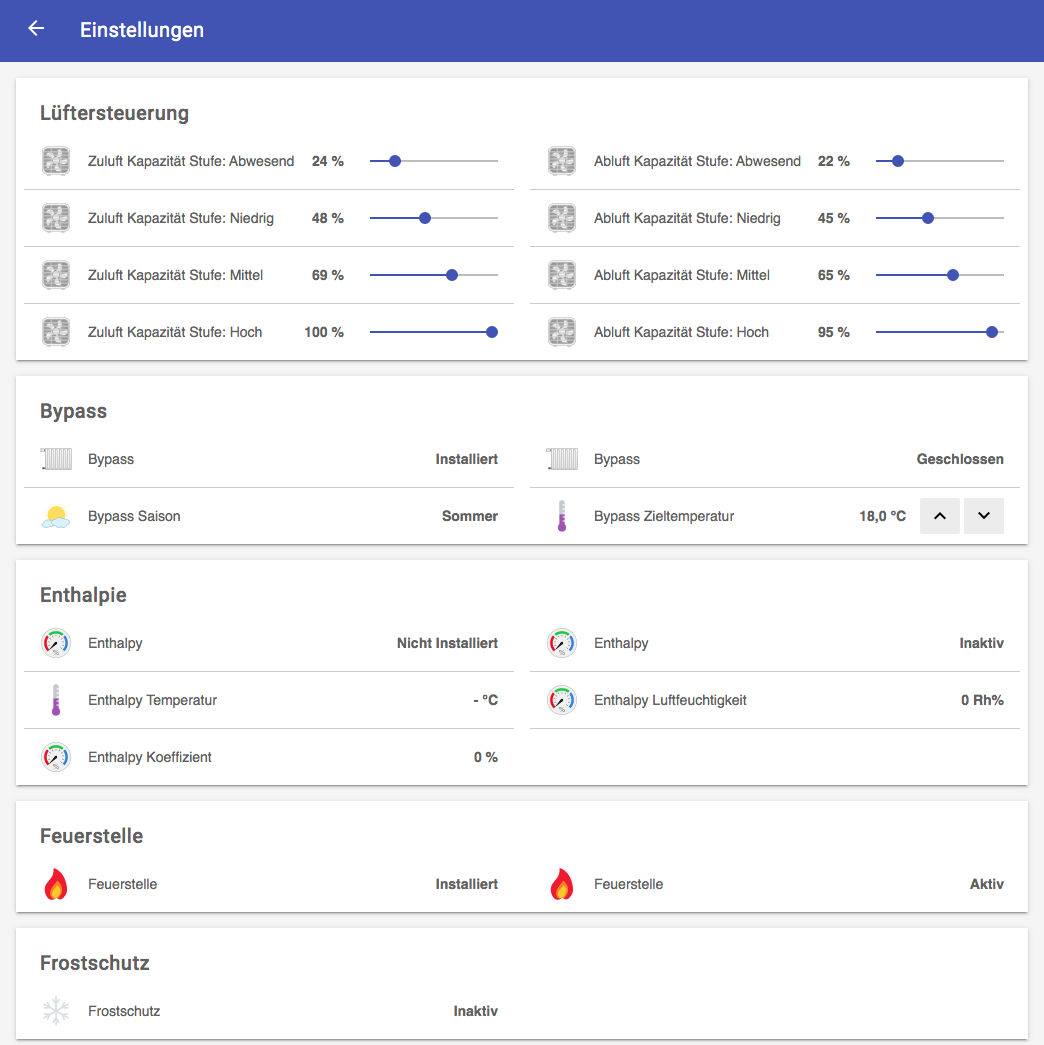 Einstellungen
Lüftersteuerung
Zuluft Kapazität Stufe: Abwesend 24 % Abluft Kapazität Stufe: Abwesend 22 %
Zuluft Kapazität Stufe: Niedrig 48 % Abluft Kapazität Stufe: Niedrig 45 %
Zuluft Kapazität Stufe: Mittel 69 % Abluft Kapazität Stufe: Mittel 65 %
Zuluft Kapazität Stufe: Hoch 100 % Abluft Kapazität Stufe: Hoch 95 %
Bypass
Bypass Installiert Bypass Geschlossen
Bypass Saison Sommer Bypass Zieltemperatur 18,0 °C
Enthalpie
Enthalpy Nicht Installiert Enthalpy Inaktiv
Enthalpy Temperatur - °C Enthalpy Luftfeuchtigkeit 0 Rh%
Enthalpy Koeffizient 0 %
Feuerstelle
Feuerstelle Installiert Feuerstelle Aktiv
Frostschutz
Frostschutz Inaktiv